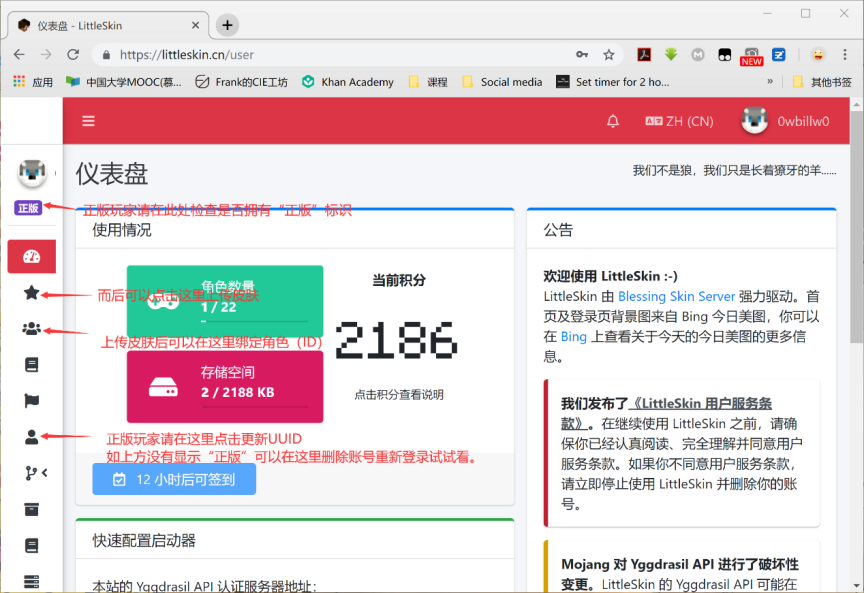 仪表盘 - LittleSkin
https://littleskin.cn/user
NEW
应用
中国大学MOOC(慕...
Frank的CIE工坊
Khan Academy
课程
Social media
Set timer for 2 ho...
»
其他书签
ZH (CN)
0wbillw0
仪表盘
我们不是狼，我们只是长着獠牙的羊......
正版
正版玩家请在此处检查是否拥有“正版”标识
使用情况
角色数量
1 / 22
而后可以点击这里上传皮肤
上传皮肤后可以在这里绑定角色（ID）
存储空间
2 / 2188 KB
当前积分
2186
点击积分查看说明
正版玩家请在这里点击更新UUID
如上方没有显示“正版”可以在这里删除账号重新登录试试看。
12 小时后可签到
快速配置启动器
本站的 Yggdrasil API 认证服务器地址：
公告
欢迎使用 LittleSkin :-)
LittleSkin 由 Blessing Skin Server 强力驱动。首
页及登录页背景图来自 Bing 今日美图，你可以
在 Bing 上查看关于今天的今日美图的更多信
息。
我们发布了《LittleSkin 用户服务条
款》。在继续使用 LittleSkin 之前，请确
保你已经认真阅读、完全理解并同意用户
服务条款。如果你不同意用户服务条款，
请立即停止使用 LittleSkin 并删除你的账
号。
Mojang 对 Yggdrasil API 进行了破坏性
变更。LittleSkin 的 Yggdrasil API 可能在